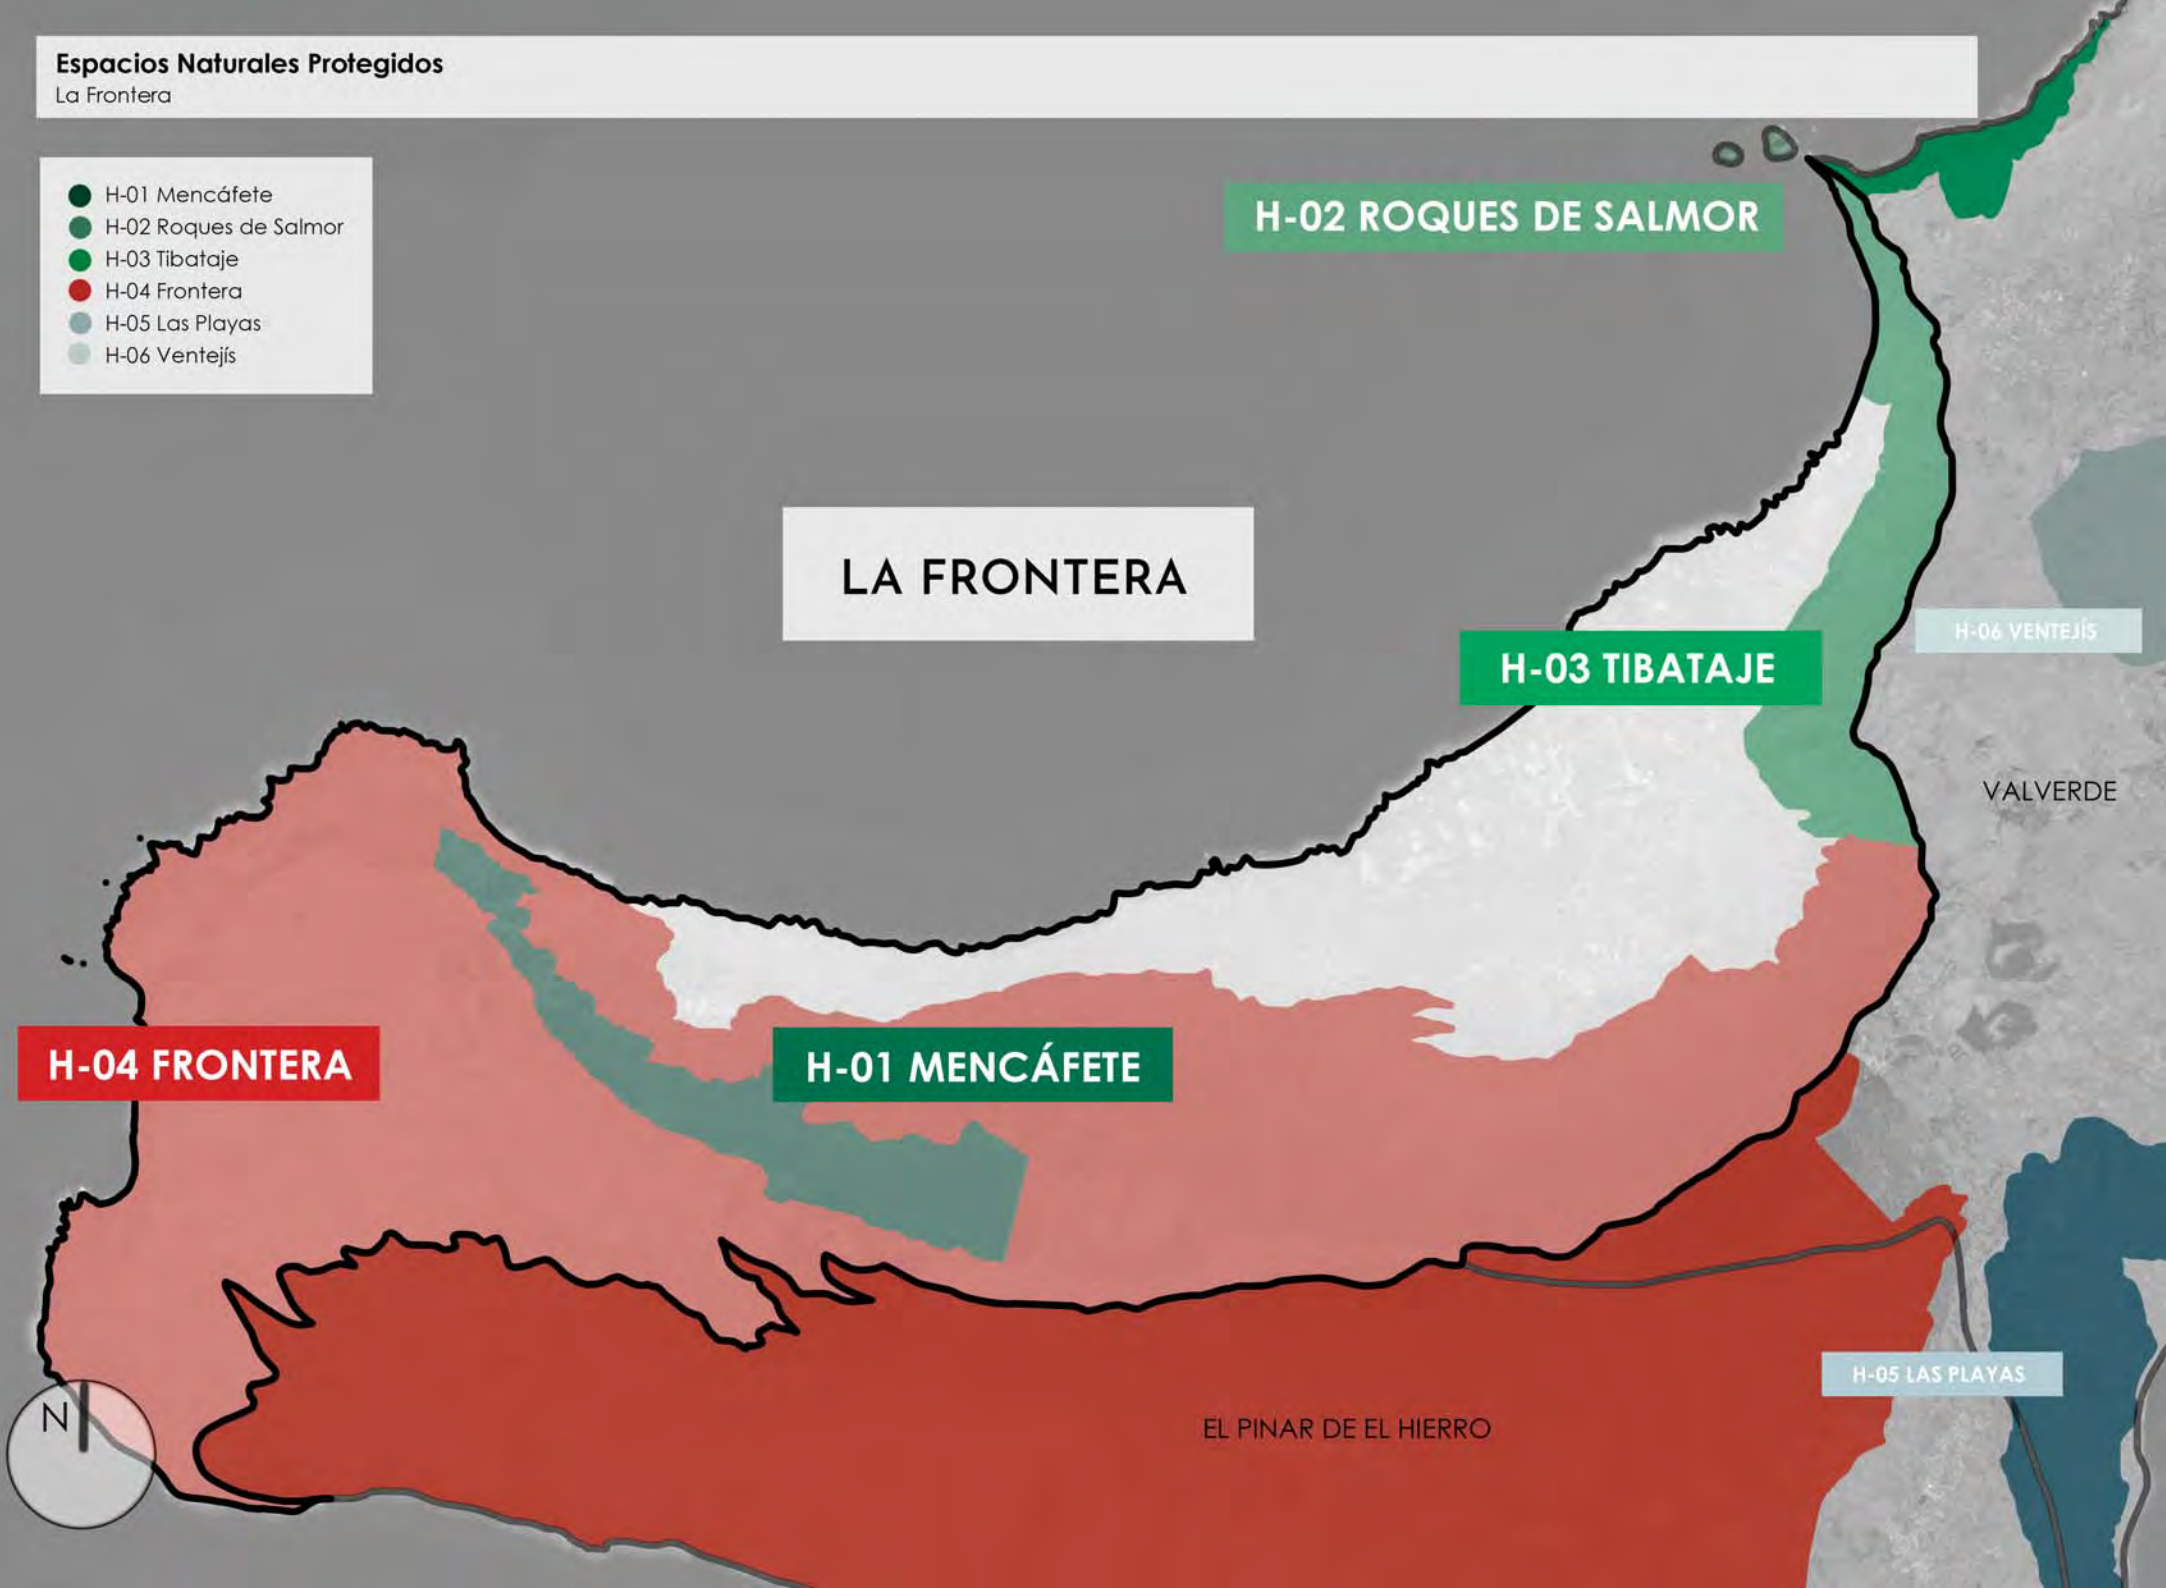 Espacios Naturales Protegidos
La Frontera
H-01 Mencáfete
H-02 Roques de Salmor
H-03 Tibataje
H-04 Frontera
H-05 Las Playas
H-06 Ventejís
H-02 ROQUES DE SALMOR
LA FRONTERA
H-06 VENTEJÍS
H-03 TIBATAJE
VALVERDE
H-04 FRONTERA
H-01 MENCÁFETE
H-05 LAS PLAYAS
N
EL PINAR DE EL HIERRO